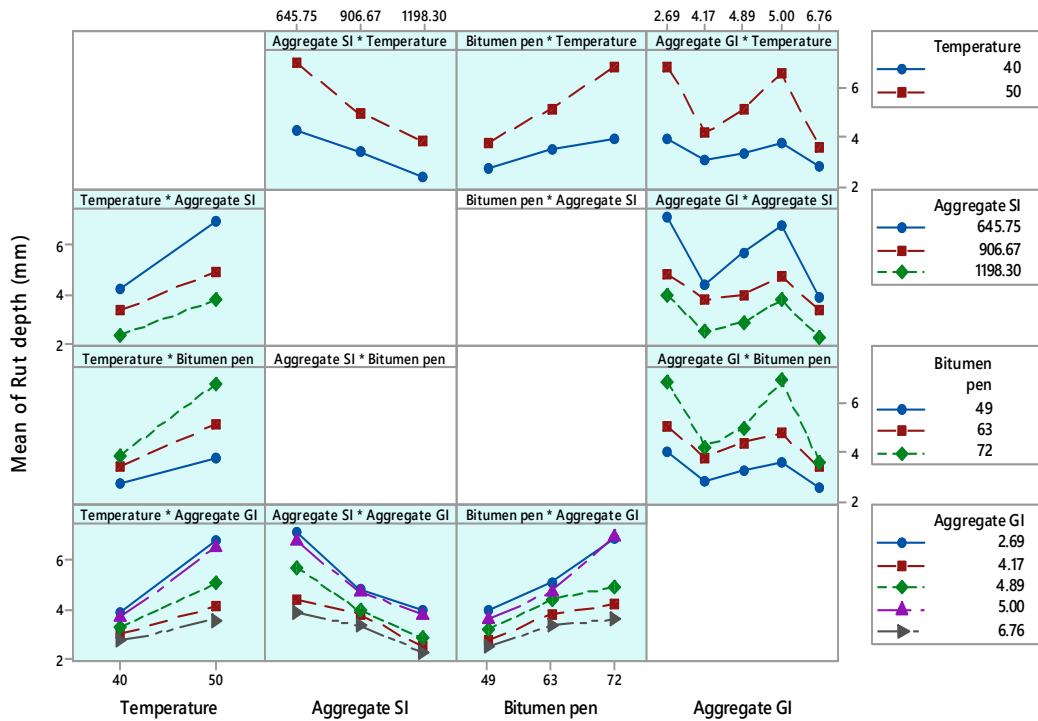 645.75 906.67 1198.30 2.69 4.17 4.89 5.00 6.76
Aggregate SI * Temperature Bitumen pen * Temperature Aggregate GI * Temperature
6
4
2
Temperature
40
50
Temperature * Aggregate SI Bitumen pen * Aggregate SI Aggregate GI * Aggregate SI
6
4
2
Aggregate SI
645.75
906.67
1198.30
Temperature * Bitumen pen Aggregate SI * Bitumen pen Aggregate GI * Bitumen pen
6
4
2
Bitumen
pen
49
63
72
Temperature * Aggregate GI Aggregate SI * Aggregate GI Bitumen pen * Aggregate GI
6
4
2
Aggregate GI
2.69
4.17
4.89
5.00
6.76
40 50 49 63 72
Temperature Aggregate SI Bitumen pen Aggregate GI
Mean of Rut depth (mm)